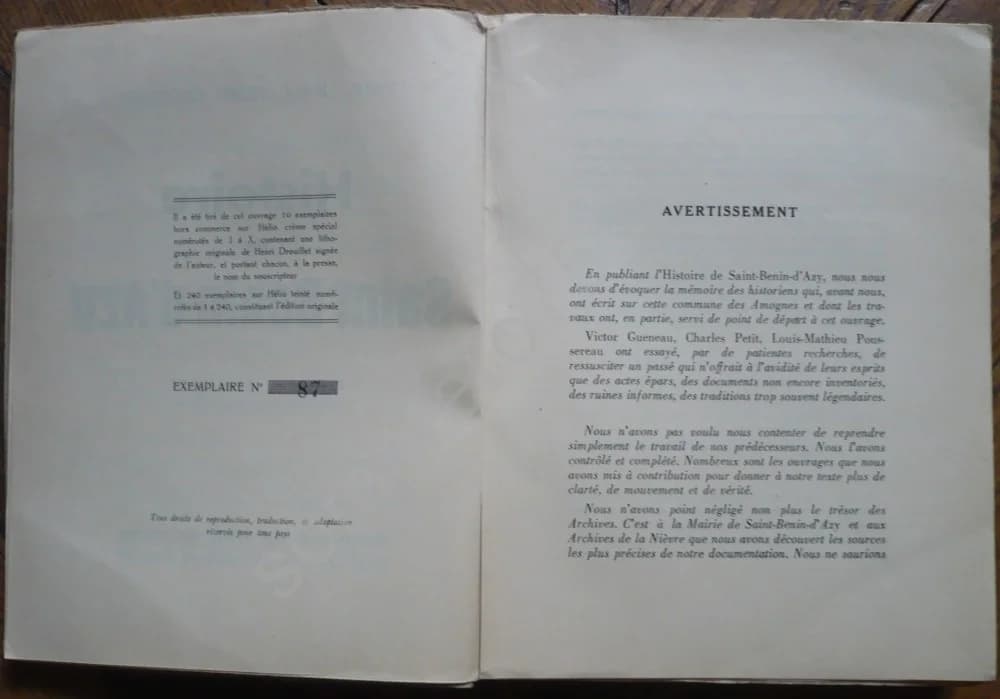 Il a été tiré de cet ouvrage 10 exemplaires
hors commerce sur Hélio crème spécial
numérotés de I à X, contenant une litho-
graphie originale de Henri Drouillet signée
de l'auteur, et portant chacun, à la presse,
le nom du souscripteur
Et 240 exemplaires sur Hélio teinté numé-
rotés de 1 à 240, constituant l'édition originale
EXEMPLAIRE N° 87
Tous droits de reproduction, traduction, et adaptation
réservés pour tous pays
AVERTISSEMENT
En publiant l'Histoire de Saint-Benin-d'Azy, nous nous
devons d'évoquer la mémoire des historiens qui, avant nous,
ont écrit sur cette commune des Amognes et dont les tra-
vaux ont, en partie, servi de point de départ à cet ouvrage.
Victor Gueneau, Charles Petit, Louis-Mathieu Pous-
sereau ont essayé, par de patientes recherches, de
ressusciter un passé qui n'offrait à l'avidité de leurs esprits
que des actes épars, des documents non encore inventoriés,
des ruines informes, des traditions trop souvent légendaires.
Nous n'avons pas voulu nous contenter de reprendre
simplement le travail de nos prédécesseurs. Nous l'avons
contrôlé et complété. Nombreux sont les ouvrages que nous
avons mis à contribution pour donner à notre texte plus de
clarté, de mouvement et de vérité.
Nous n'avons point négligé non plus le trésor des
Archives. C'est à la Mairie de Saint-Benin-d'Azy et aux
Archives de la Nièvre que nous avons découvert les sources
les plus précises de notre documentation. Nous ne saurions